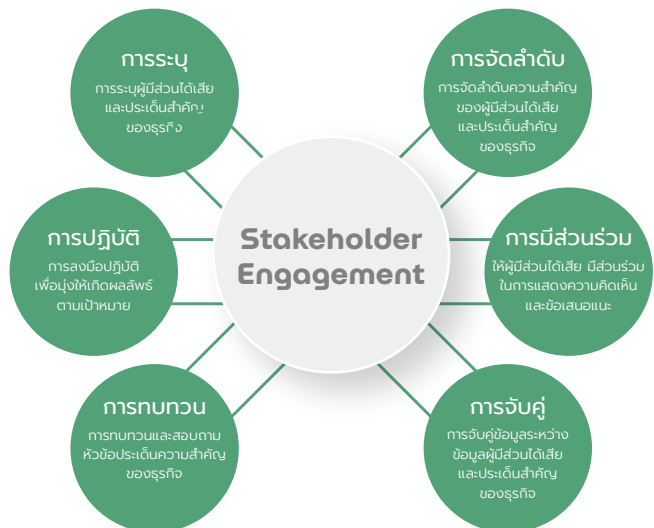 การระบุ
การระบุผู้มีส่วนได้เสีย
และประเด็นสำคัญ
ของธุรกิจ
การจัดลำดับ
การจัดลำดับความสำคัญ
ของผู้มีส่วนได้เสีย
และประเด็นสำคัญ
ของธุรกิจ
Stakeholder
Engagement
การปฏิบัติ
การลงมือปฏิบัติ
เพื่อมุ่งให้เกิดผลลัพธ์
ตามเป้าหมาย
การมีส่วนร่วม
ให้ผู้มีส่วนได้เสีย มีส่วนร่วม
ในการแสดงความคิดเห็น
และข้อเสนอแนะ
การทบทวน
การทบทวนและสอบถาม
หัวข้อประเด็นความสำคัญ
ของธุรกิจ
การจับคู่
การจับคู่ข้อมูลระหว่าง
ข้อมูลผู้มีส่วนได้เสีย
และประเด็นสำคัญ
ของธุรกิจ